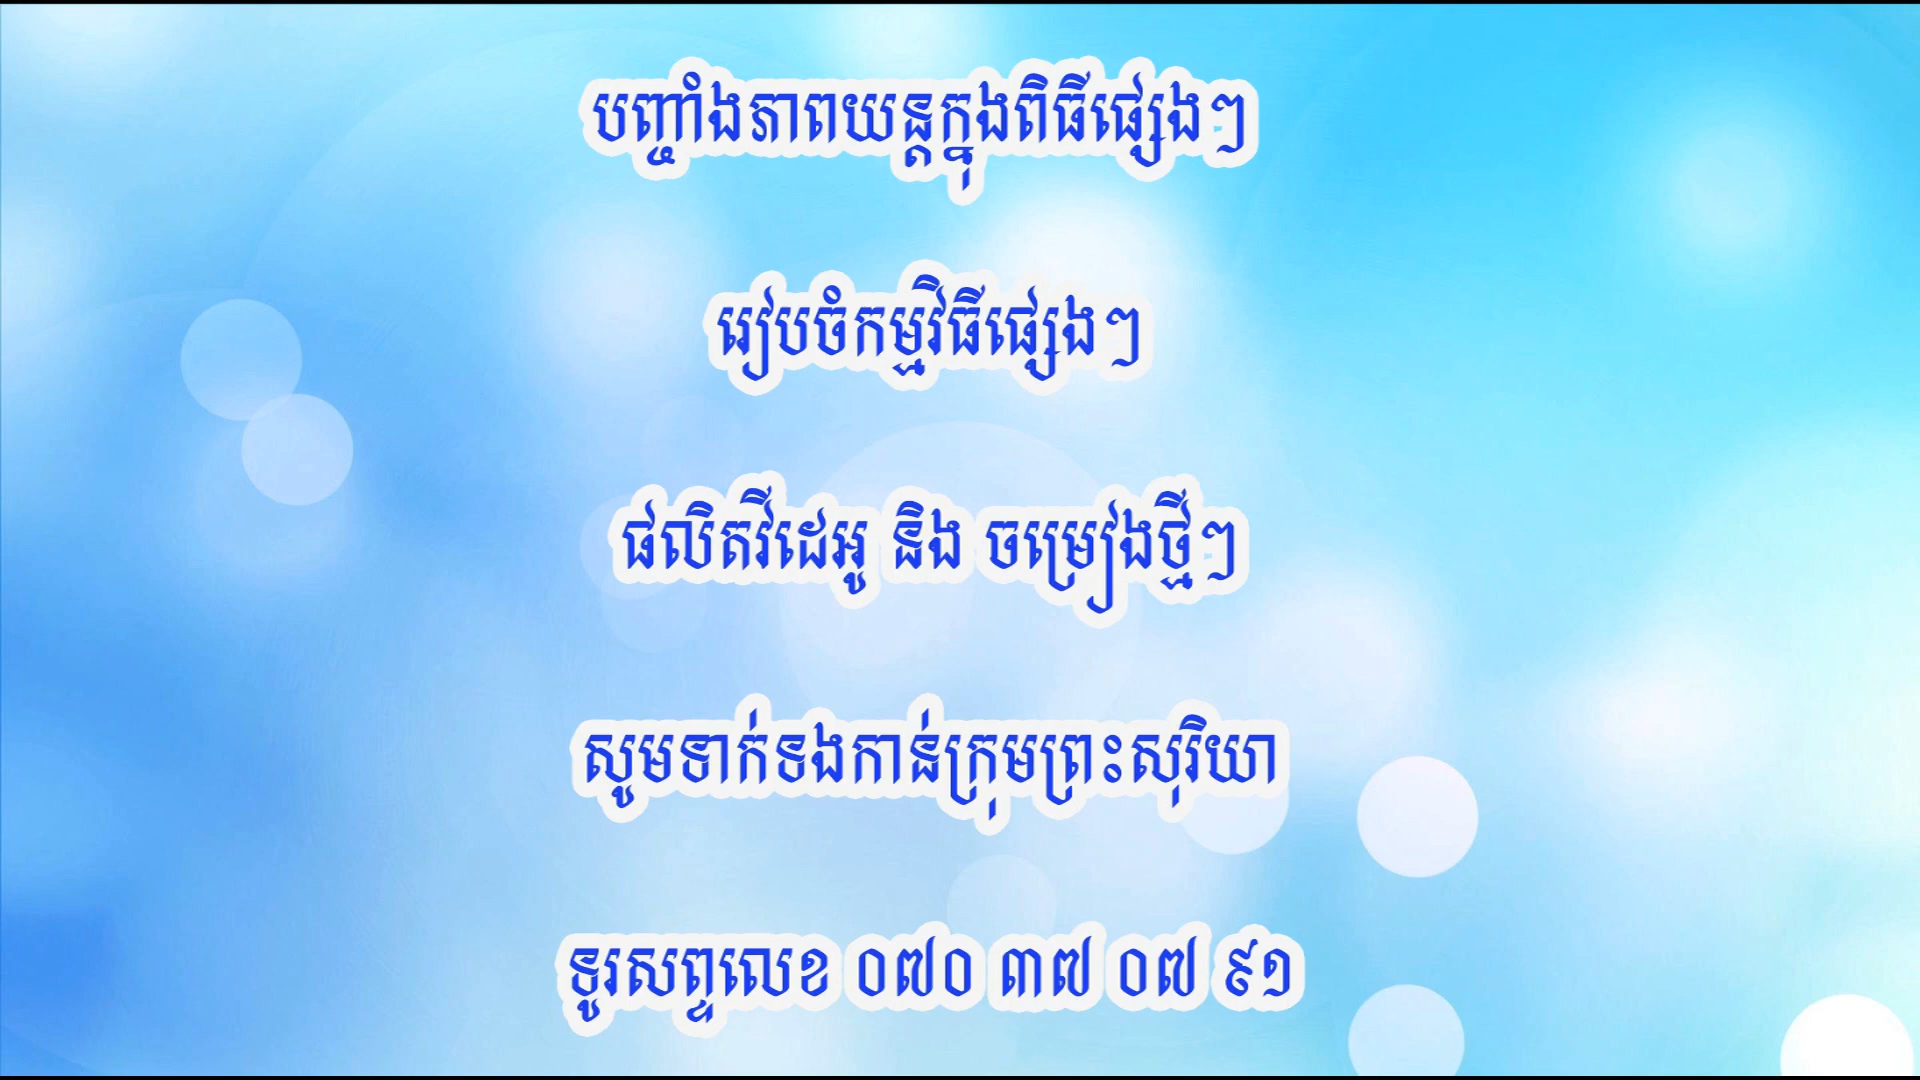 បញ្ចាំងភាពយន្តក្នុងពិធីផ្សេងៗ
រៀបចំកម្មវិធីផ្សេងៗ
ផលិតវីដេអូ និង ចម្រៀងថ្មីៗ
សូមទាក់ទងកាន់ក្រុមព្រះសុរិយា
ទូរសព្ទលេខ ០៧០ ៣៧ ០៧ ៩១